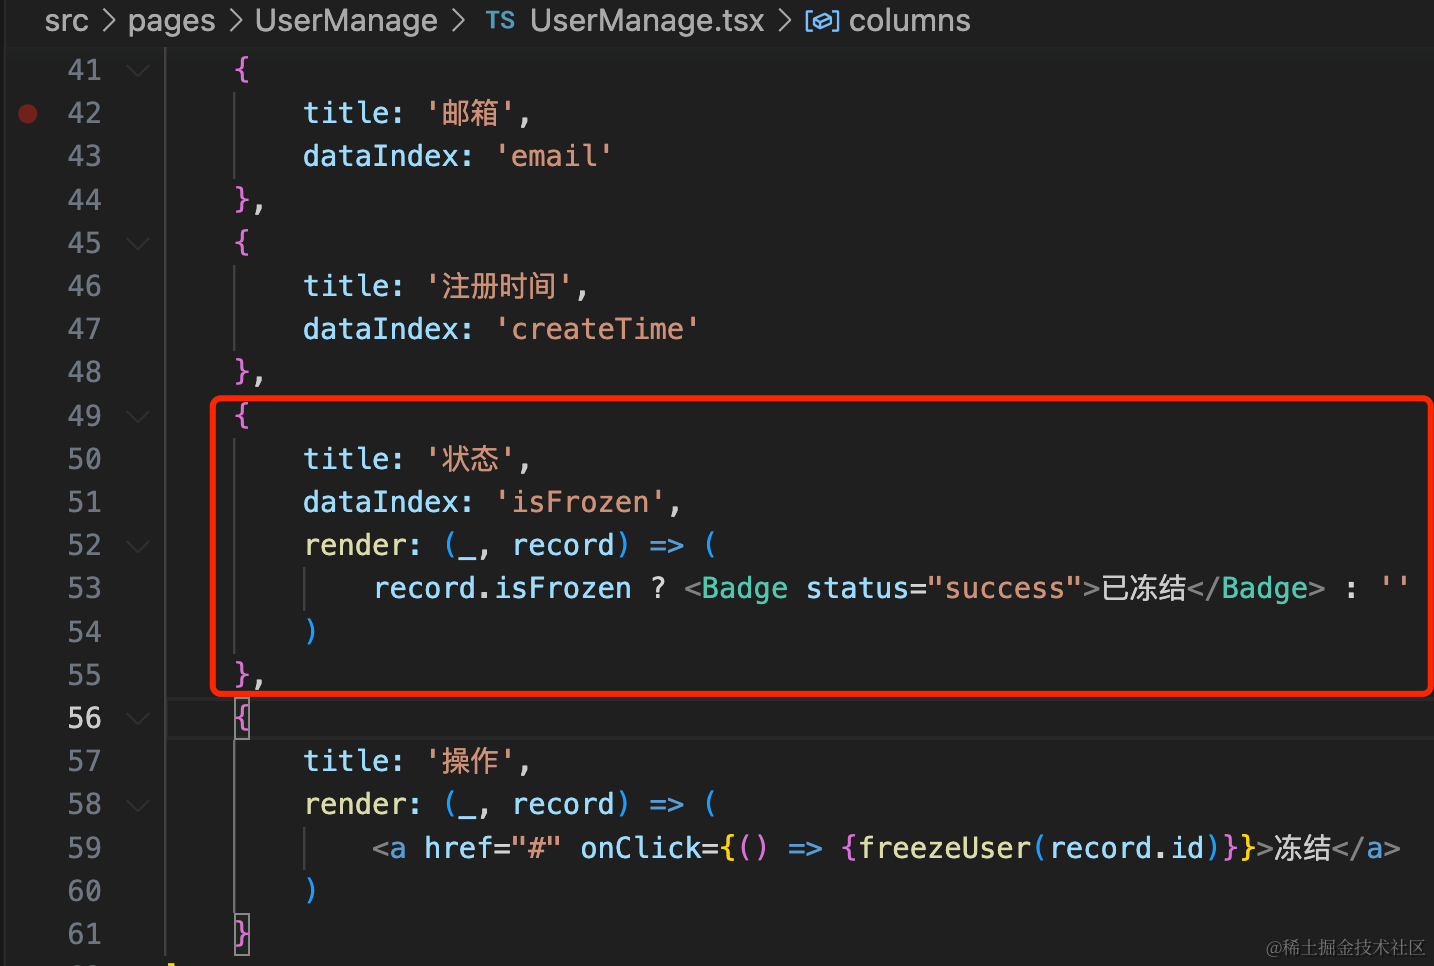 src > pages > UserManage > TS UserManage.tsx > columns
41 {
42 title: '邮箱',
43 dataIndex: 'email'
44 },
45 {
46 title: '注册时间',
47 dataIndex: 'createTime'
48 },
49 {
50 title: '状态',
51 dataIndex: 'isFrozen',
52 render: (_, record) => (
53 record.isFrozen ? <Badge status="success">已冻结</Badge> : ''
54 )
55 },
56 {
57 title: '操作',
58 render: (_, record) => (
59 <a href="#" onClick={() => {freezeUser(record.id)}}>冻结</a>
60 )
61 }
@稀土掘金技术社区